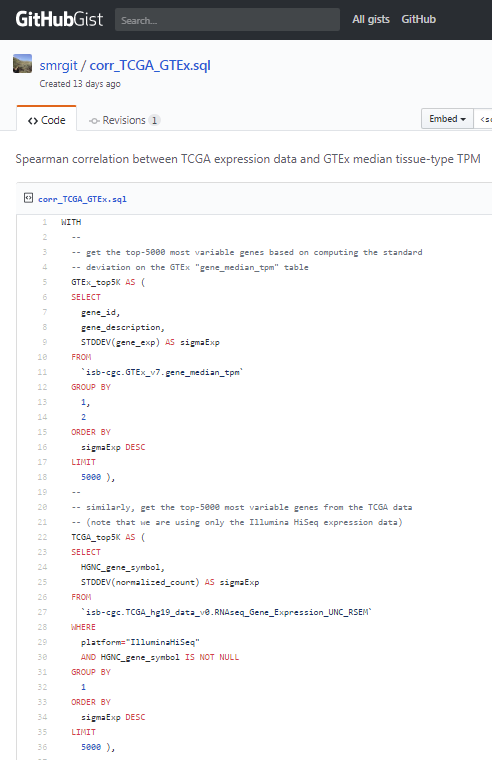 GitHubGist Search... All gists GitHub
smrgit / corr_TCGA_GTEx.sql
Created 13 days ago
<> Code Revisions 1 Embed
Spearman correlation between TCGA expression data and GTEx median tissue-type TPM
corr_TCGA_GTEx.sql
1 WITH
2 --
3 -- get the top-5000 most variable genes based on computing the standard
4 -- deviation on the GTEx "gene_median_tpm" table
5 GTEx_top5K AS (
6 SELECT
7 gene_id,
8 gene_description,
9 STDDEV(gene_exp) AS sigmaExp
10 FROM
11 `isb-cgc.GTEx_v7.gene_median_tpm`
12 GROUP BY
13 1,
14 2
15 ORDER BY
16 sigmaExp DESC
17 LIMIT
18 5000 ),
19 --
20 -- similarly, get the top-5000 most variable genes from the TCGA data
21 -- (note that we are using only the Illumina HiSeq expression data)
22 TCGA_top5K AS (
23 SELECT
24 HGNC_gene_symbol,
25 STDDEV(normalized_count) AS sigmaExp
26 FROM
27 `isb-cgc.TCGA_hg19_data_v0.RNAseq_Gene_Expression_UNC_RSEM`
28 WHERE
29 platform="IlluminaHiSeq"
30 AND HGNC_gene_symbol IS NOT NULL
31 GROUP BY
32 1
33 ORDER BY
34 sigmaExp DESC
35 LIMIT
36 5000 ),